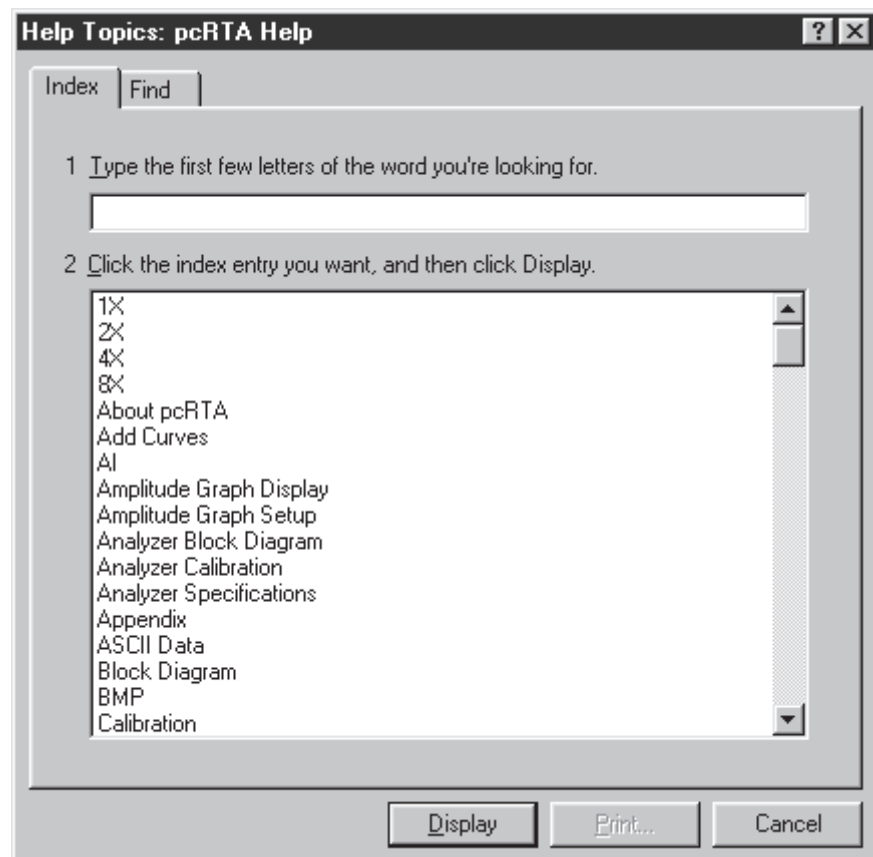 Help Topics: pcRTA Help
Index
Find
1 Type the first few letters of the word you're looking for.
2 Click the index entry you want, and then click Display.
1X
2X
4X
8X
About pcRTA
Add Curves
AI
Amplitude Graph Display
Amplitude Graph Setup
Analyzer Block Diagram
Analyzer Calibration
Analyzer Specifications
Appendix
ASCII Data
Block Diagram
BMP
Calibration
Display
Print...
Cancel